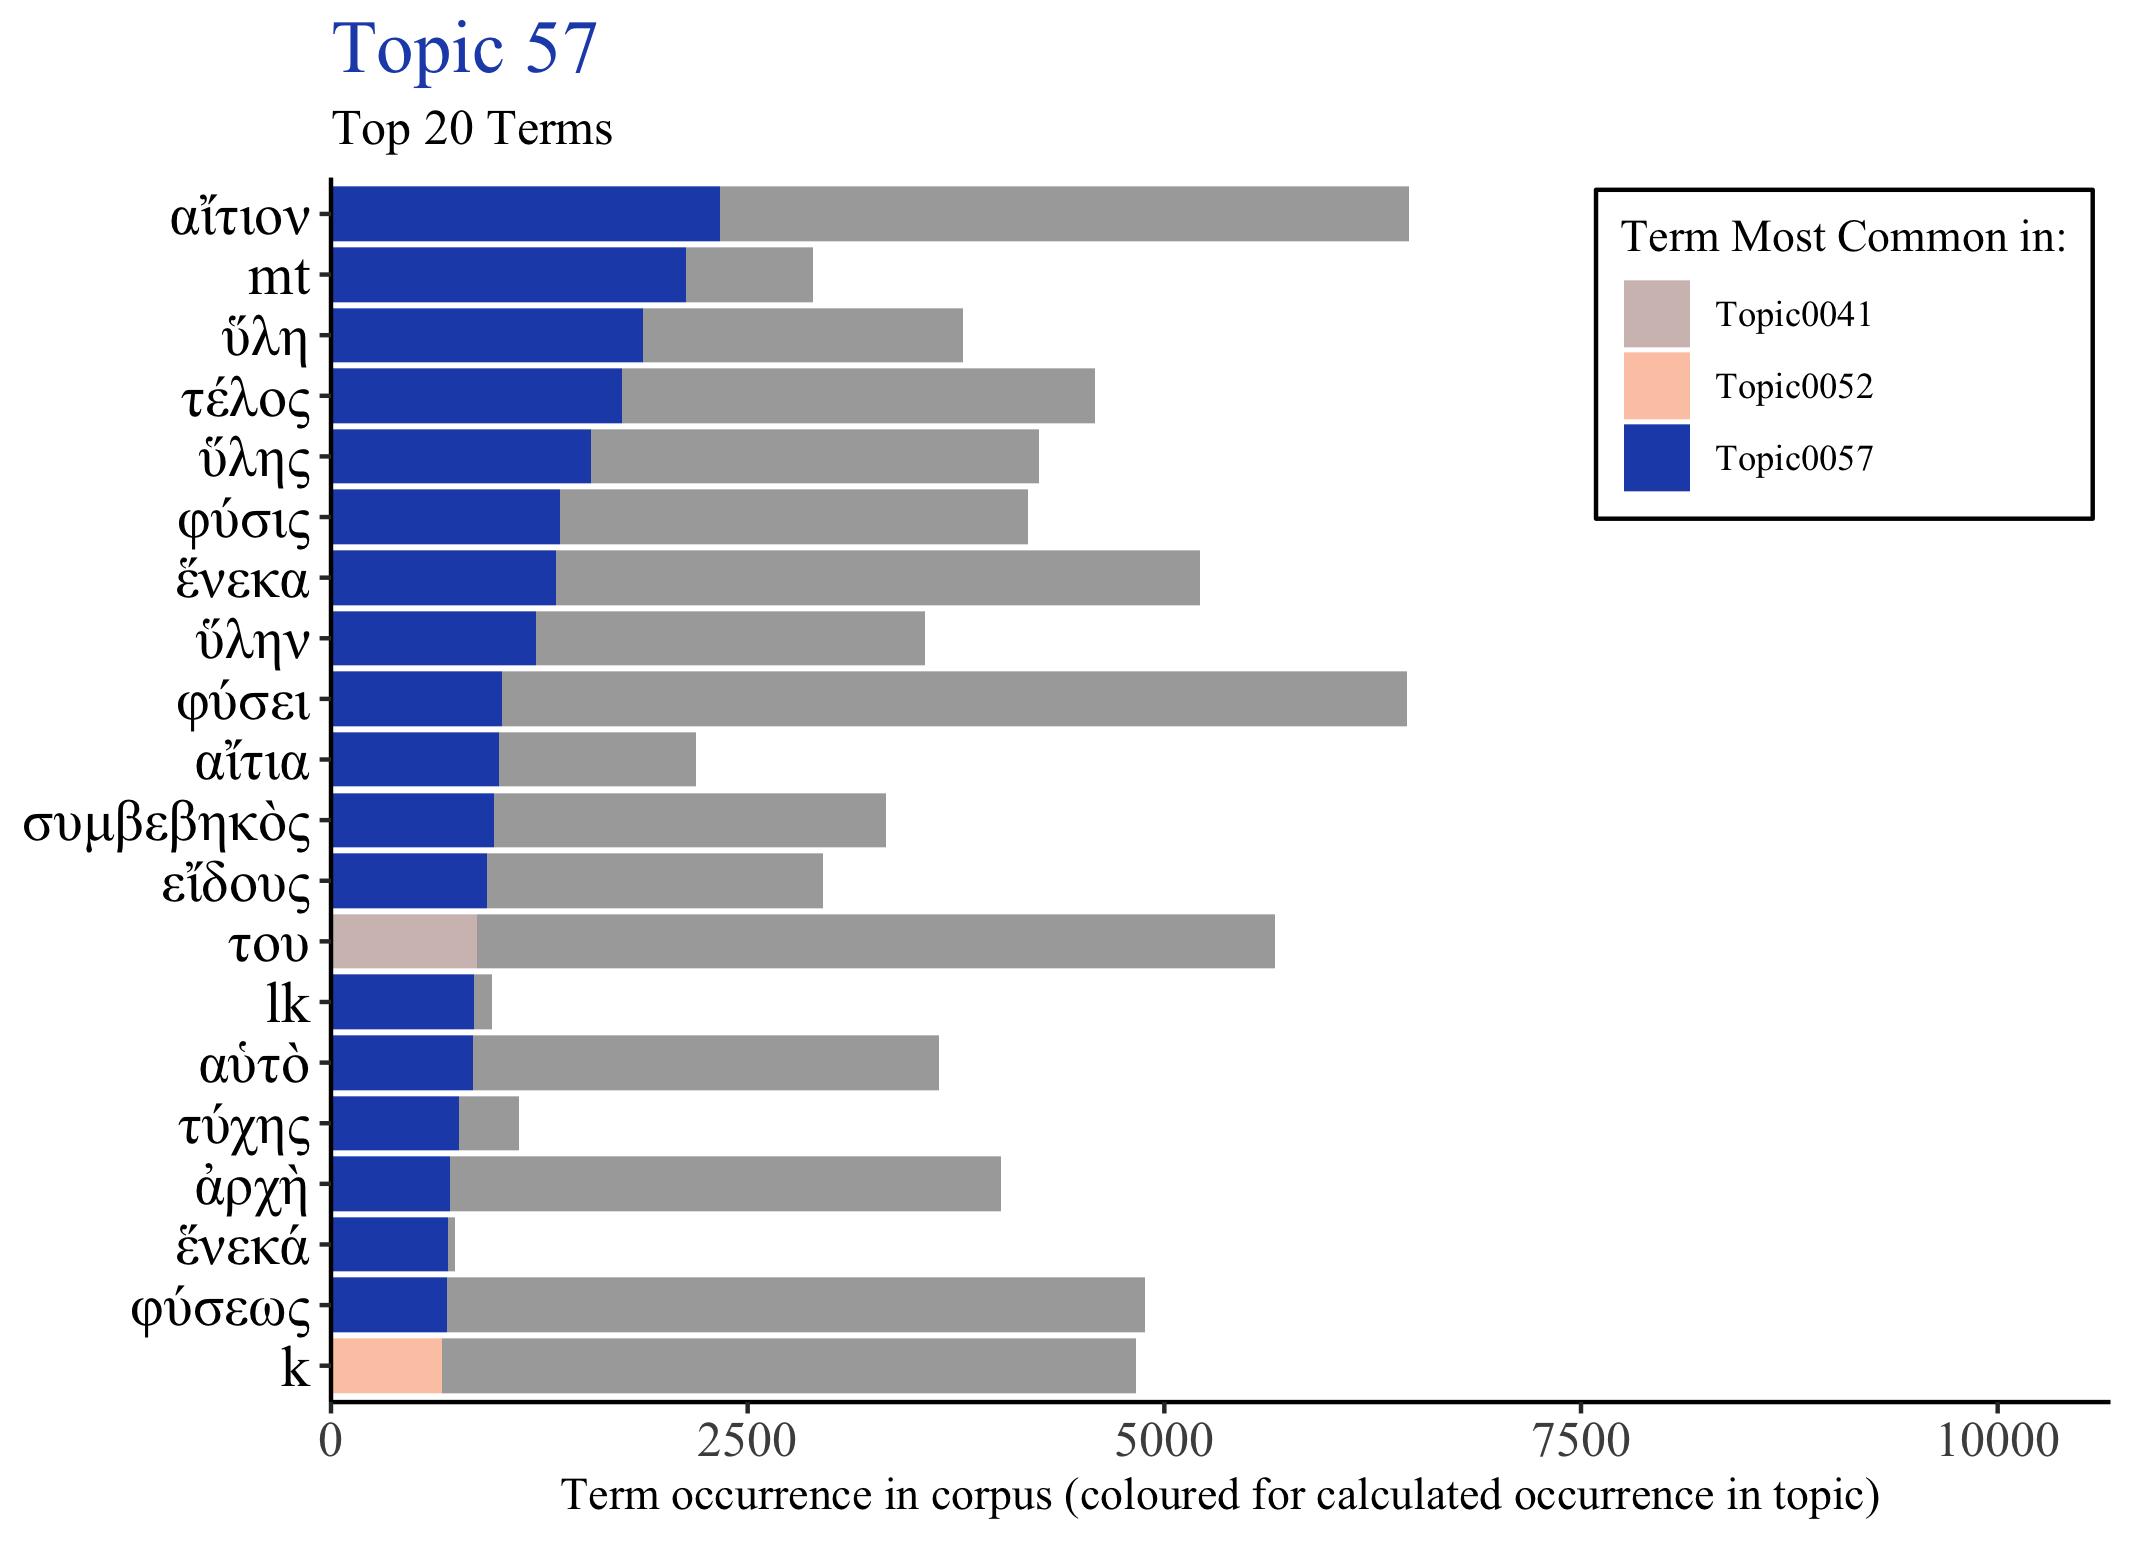 Topic 57
Top 20 Terms
αἴτιον
mt
ὕλη
τέλος
ὕλης
φύσις
ἕνεκα
ὕλην
φύσει
αἴτια
συμβεβηκὸς
εἴδους
του
lk
αὑτὸ
τύχης
ἀρχὴ
ἕνεκά
φύσεως
k
0 2500 5000 7500 10000
Term occurrence in corpus (coloured for calculated occurrence in topic)
Term Most Common in:
Topic0041
Topic0052
Topic0057